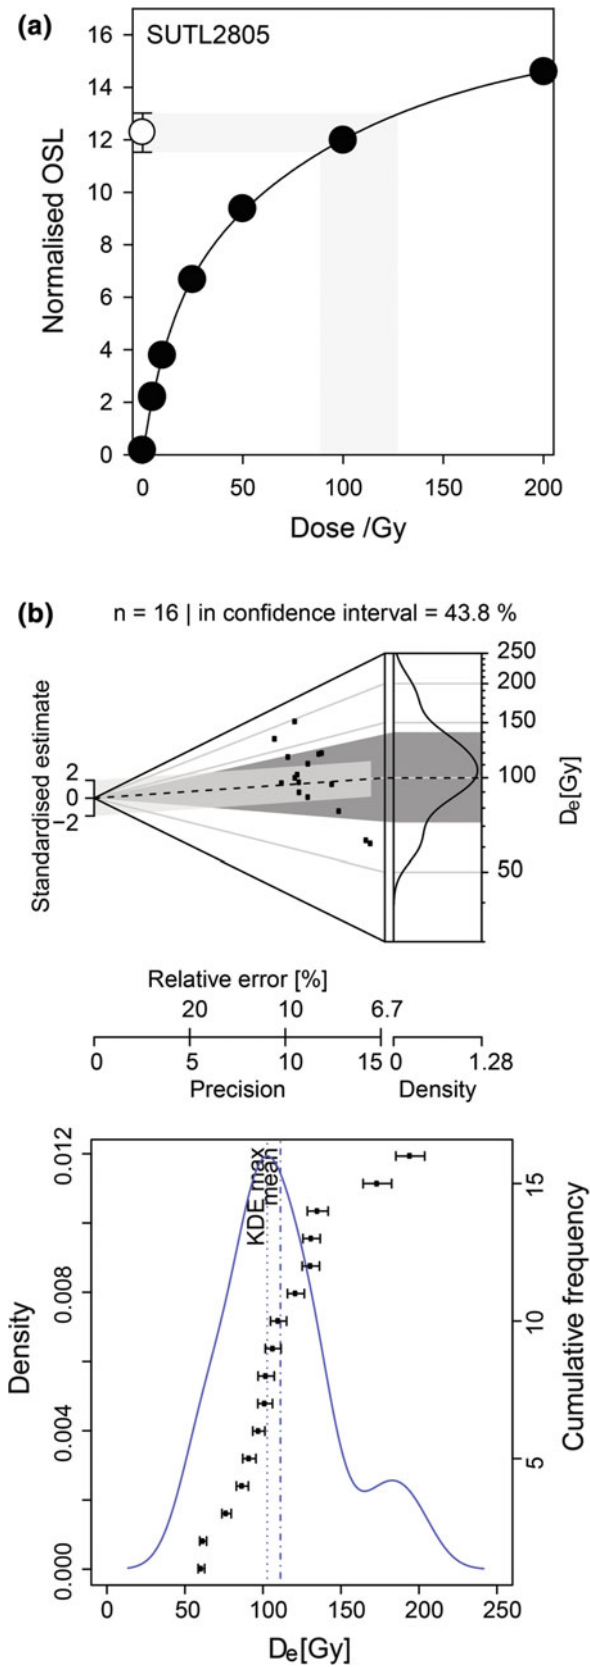 (a)
SUTL2805
16
14
12
10
8
6
4
2
0
Normalised OSL
0 50 100 150 200
Dose /Gy
(b)
n = 16 | in confidence interval = 43.8 %
Standardised estimate
2
0
−2
250
200
150
100
50
De[Gy]
Relative error [%]
20 10 6.7
0 5 10 15 0 1.28
Precision Density
0.012
0.008
0.004
0.000
Density
KDE max
mean
15
10
5
Cumulative frequency
0 50 100 150 200 250
De[Gy]